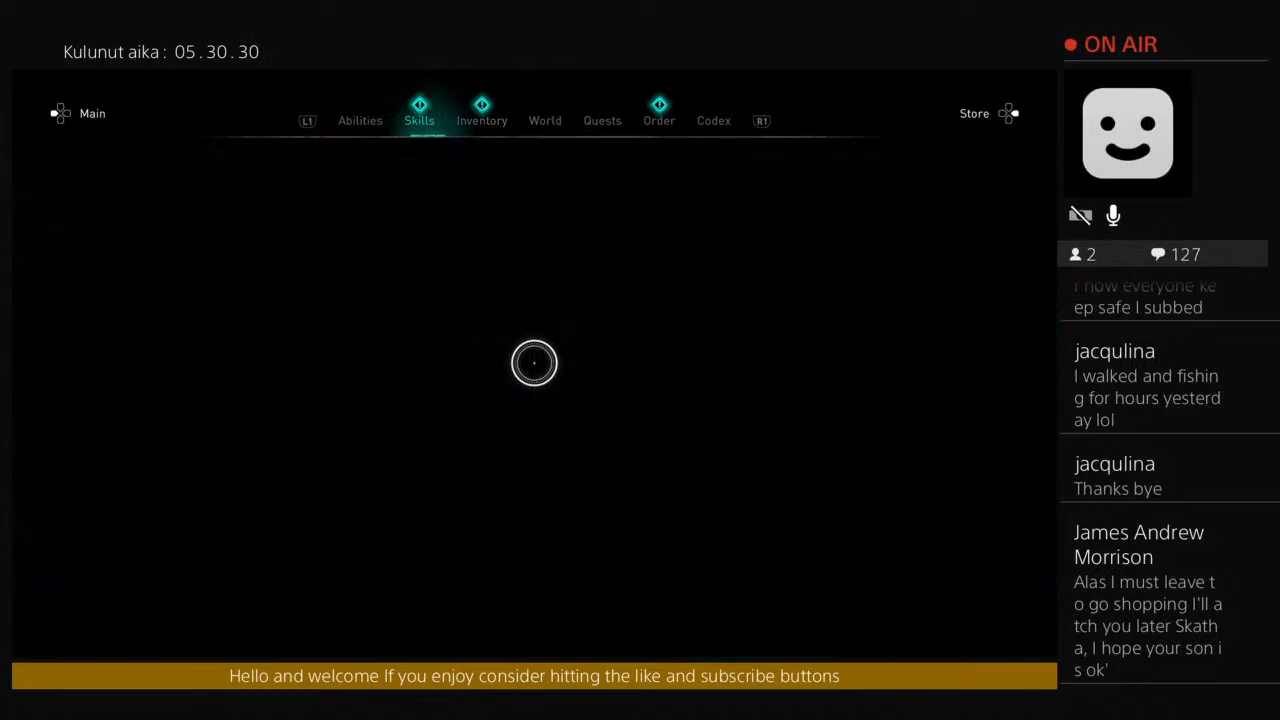 Kulunut aika : 05.30.30
ON AIR
Main
L1 Abilities Skills Inventory World Quests Order Codex R1
Store
2 127
r now everyone ke
ep safe I subbed
jacqulina
I walked and fishin
g for hours yesterd
ay lol
jacqulina
Thanks bye
James Andrew
Morrison
Alas I must leave t
o go shopping I'll a
tch you later Skath
a, I hope your son i
s ok'
Hello and welcome If you enjoy consider hitting the like and subscribe buttons